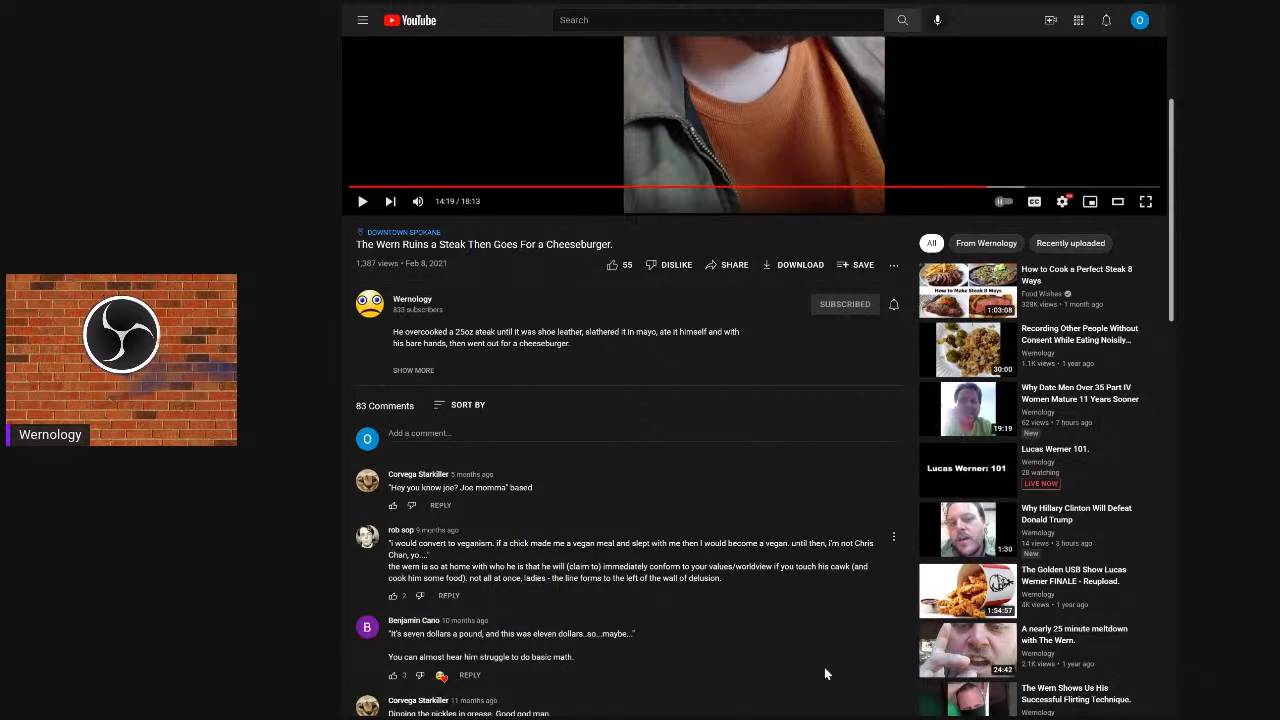 YouTube
Search
14:19 / 18:13
CC
DOWNTOWN SPOKANE
The Wern Ruins a Steak Then Goes For a Cheeseburger.
1,387 views • Feb 8, 2021
55
DISLIKE
SHARE
DOWNLOAD
SAVE
Wernology
833 subscribers
SUBSCRIBED
He overcooked a 25oz steak until it was shoe leather, slathered it in mayo, ate it himself and with
his bare hands, then went out for a cheeseburger.
SHOW MORE
83 Comments
SORT BY
O
Add a comment...
Corvega Starkiller 5 months ago
"Hey you know joe? Joe momma" based
REPLY
rob sop 9 months ago
"i would convert to veganism. if a chick made me a vegan meal and slept with me then I would become a vegan. until then, i'm not Chris
Chan, yo...."
the wern is so at home with who he is that he will (claim to) immediately conform to your values/worldview if you touch his cawk (and
cook him some food). not all at once, ladies - the line forms to the left of the wall of delusion.
2
REPLY
B
Benjamin Cano 10 months ago
"It's seven dollars a pound, and this was eleven dollars..so...maybe..."
You can almost hear him struggle to do basic math.
3
REPLY
Corvega Starkiller 11 months ago
Dipping the pickles in grease. Good god man.
O
All
From Wernology
Recently uploaded
How to Make Steak 8 Ways
1:03:08
How to Cook a Perfect Steak 8
Ways
Food Wishes
328K views • 1 month ago
30:00
Recording Other People Without
Consent While Eating Noisily...
Wernology
1.1K views • 1 year ago
19:19
Why Date Men Over 35 Part IV
Women Mature 11 Years Sooner
Wernology
62 views • 7 hours ago
New
Lucas Werner: 101
Lucas Werner 101.
Wernology
28 watching
LIVE NOW
1:30
Why Hillary Clinton Will Defeat
Donald Trump
Wernology
14 views • 3 hours ago
New
1:54:57
The Golden USB Show Lucas
Werner FINALE - Reupload.
Wernology
4K views • 1 year ago
24:42
A nearly 25 minute meltdown
with The Wern.
Wernology
2.1K views • 1 year ago
The Wern Shows Us His
Successful Flirting Technique.
Wernology
Wernology